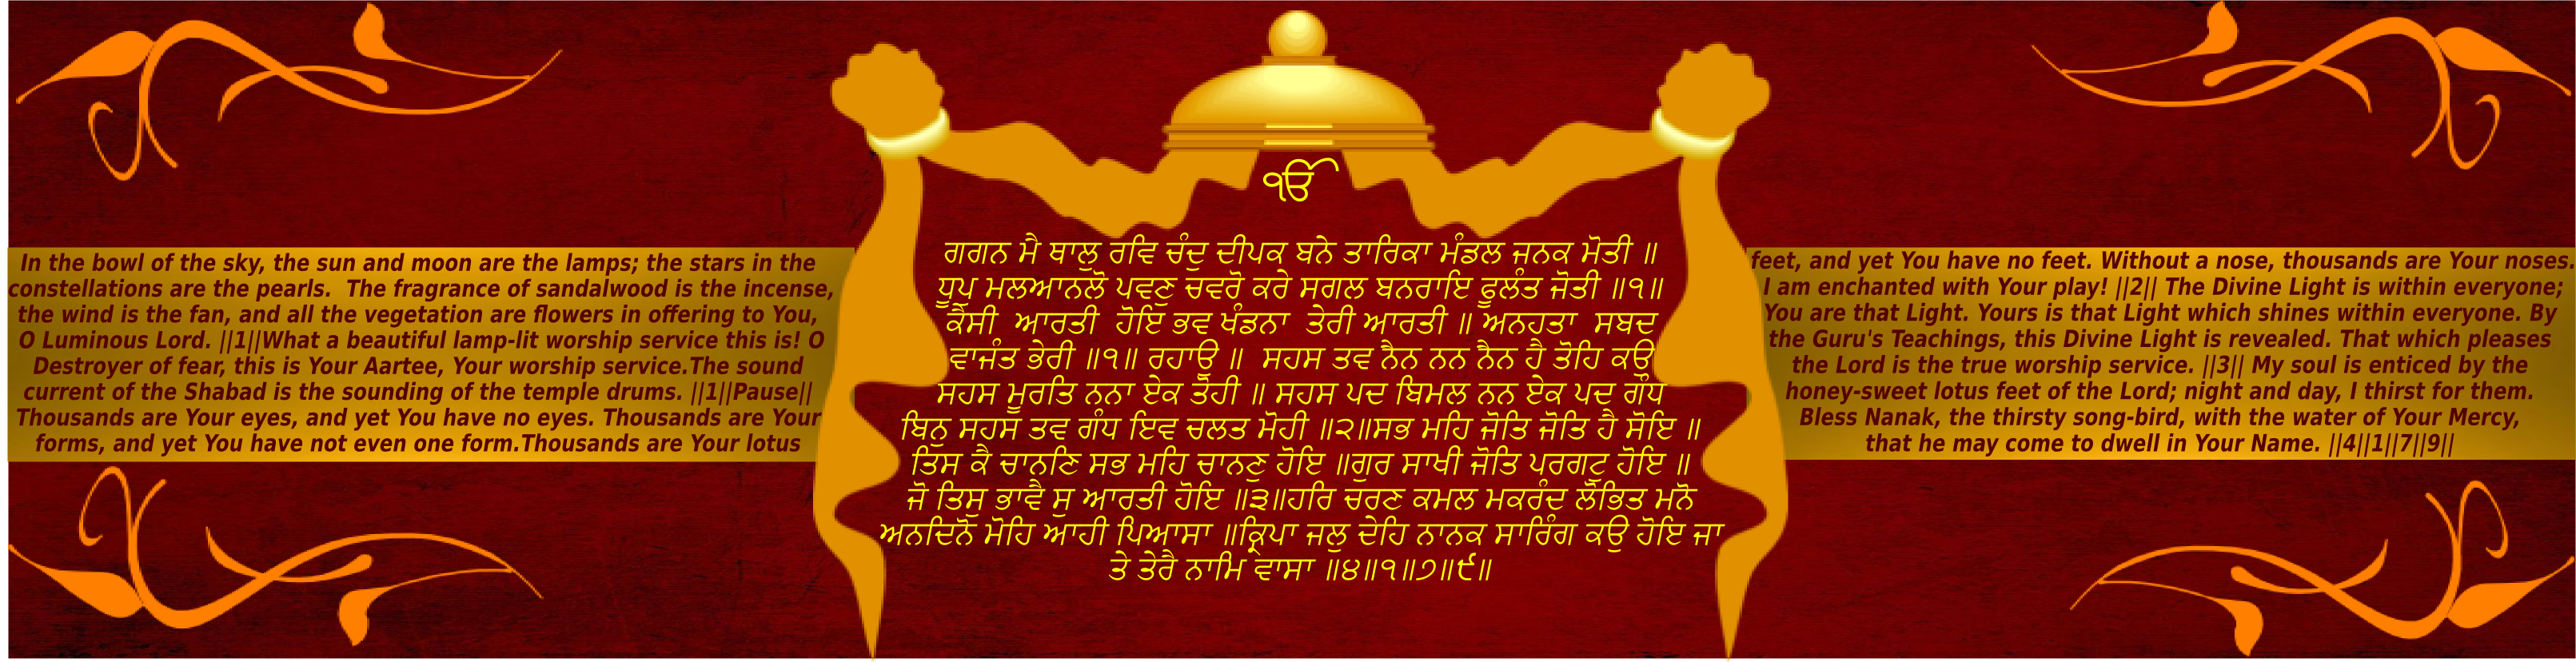 ੴ
In the bowl of the sky, the sun and moon are the lamps; the stars in the
constellations are the pearls.  The fragrance of sandalwood is the incense,
the wind is the fan, and all the vegetation are flowers in offering to You,
O Luminous Lord. ||1||What a beautiful lamp-lit worship service this is! O
Destroyer of fear, this is Your Aartee, Your worship service.The sound
current of the Shabad is the sounding of the temple drums. ||1||Pause||
Thousands are Your eyes, and yet You have no eyes. Thousands are Your
forms, and yet You have not even one form.Thousands are Your lotus
ਗਗਨ ਮੈ ਥਾਲੁ ਰਵਿ ਚੰਦੁ ਦੀਪਕ ਬਨੇ ਤਾਰਿਕਾ ਮੰਡਲ ਜਨਕ ਮੋਤੀ ॥
ਧੂਪੁ ਮਲਆਨਲੋ ਪਵਣੁ ਚਵਰੋ ਕਰੇ ਸਗਲ ਬਨਰਾਇ ਫੂਲੰਤ ਜੋਤੀ ॥੧॥
ਕੈਸੀ  ਆਰਤੀ  ਹੋਇ ਭਵ ਖੰਡਨਾ  ਤੇਰੀ ਆਰਤੀ ॥ ਅਨਹਤਾ  ਸਬਦ
ਵਾਜੰਤ ਭੇਰੀ ॥੧॥ ਰਹਾਉ ॥  ਸਹਸ ਤਵ ਨੈਨ ਨਨ ਨੈਨ ਹੈ ਤੋਹਿ ਕਉ
ਸਹਸ ਮੂਰਤਿ ਨਨਾ ਏਕ ਤੋਹੀ ॥ ਸਹਸ ਪਦ ਬਿਮਲ ਨਨ ਏਕ ਪਦ ਗੰਧ
ਬਿਨੁ ਸਹਸ ਤਵ ਗੰਧ ਇਵ ਚਲਤ ਮੋਹੀ ॥੨॥ਸਭ ਮਹਿ ਜੋਤਿ ਜੋਤਿ ਹੈ ਸੋਇ ॥
ਤਿਸ ਕੈ ਚਾਨਣਿ ਸਭ ਮਹਿ ਚਾਨਣੁ ਹੋਇ ॥ਗੁਰ ਸਾਖੀ ਜੋਤਿ ਪਰਗਟੁ ਹੋਇ ॥
ਜੋ ਤਿਸੁ ਭਾਵੈ ਸੁ ਆਰਤੀ ਹੋਇ ॥੩॥ਹਰਿ ਚਰਣ ਕਮਲ ਮਕਰੰਦ ਲੋਭਿਤ ਮਨੋ
ਅਨਦਿਨੋ ਮੋਹਿ ਆਹੀ ਪਿਆਸਾ ॥ਕ੍ਰਿਪਾ ਜਲੁ ਦੇਹਿ ਨਾਨਕ ਸਾਰਿੰਗ ਕਉ ਹੋਇ ਜਾ
ਤੇ ਤੇਰੈ ਨਾਮਿ ਵਾਸਾ ॥੪॥੧॥੭॥੯॥
feet, and yet You have no feet. Without a nose, thousands are Your noses.
I am enchanted with Your play! ||2|| The Divine Light is within everyone;
You are that Light. Yours is that Light which shines within everyone. By
the Guru's Teachings, this Divine Light is revealed. That which pleases
the Lord is the true worship service. ||3|| My soul is enticed by the
honey-sweet lotus feet of the Lord; night and day, I thirst for them.
Bless Nanak, the thirsty song-bird, with the water of Your Mercy,
that he may come to dwell in Your Name. ||4||1||7||9||